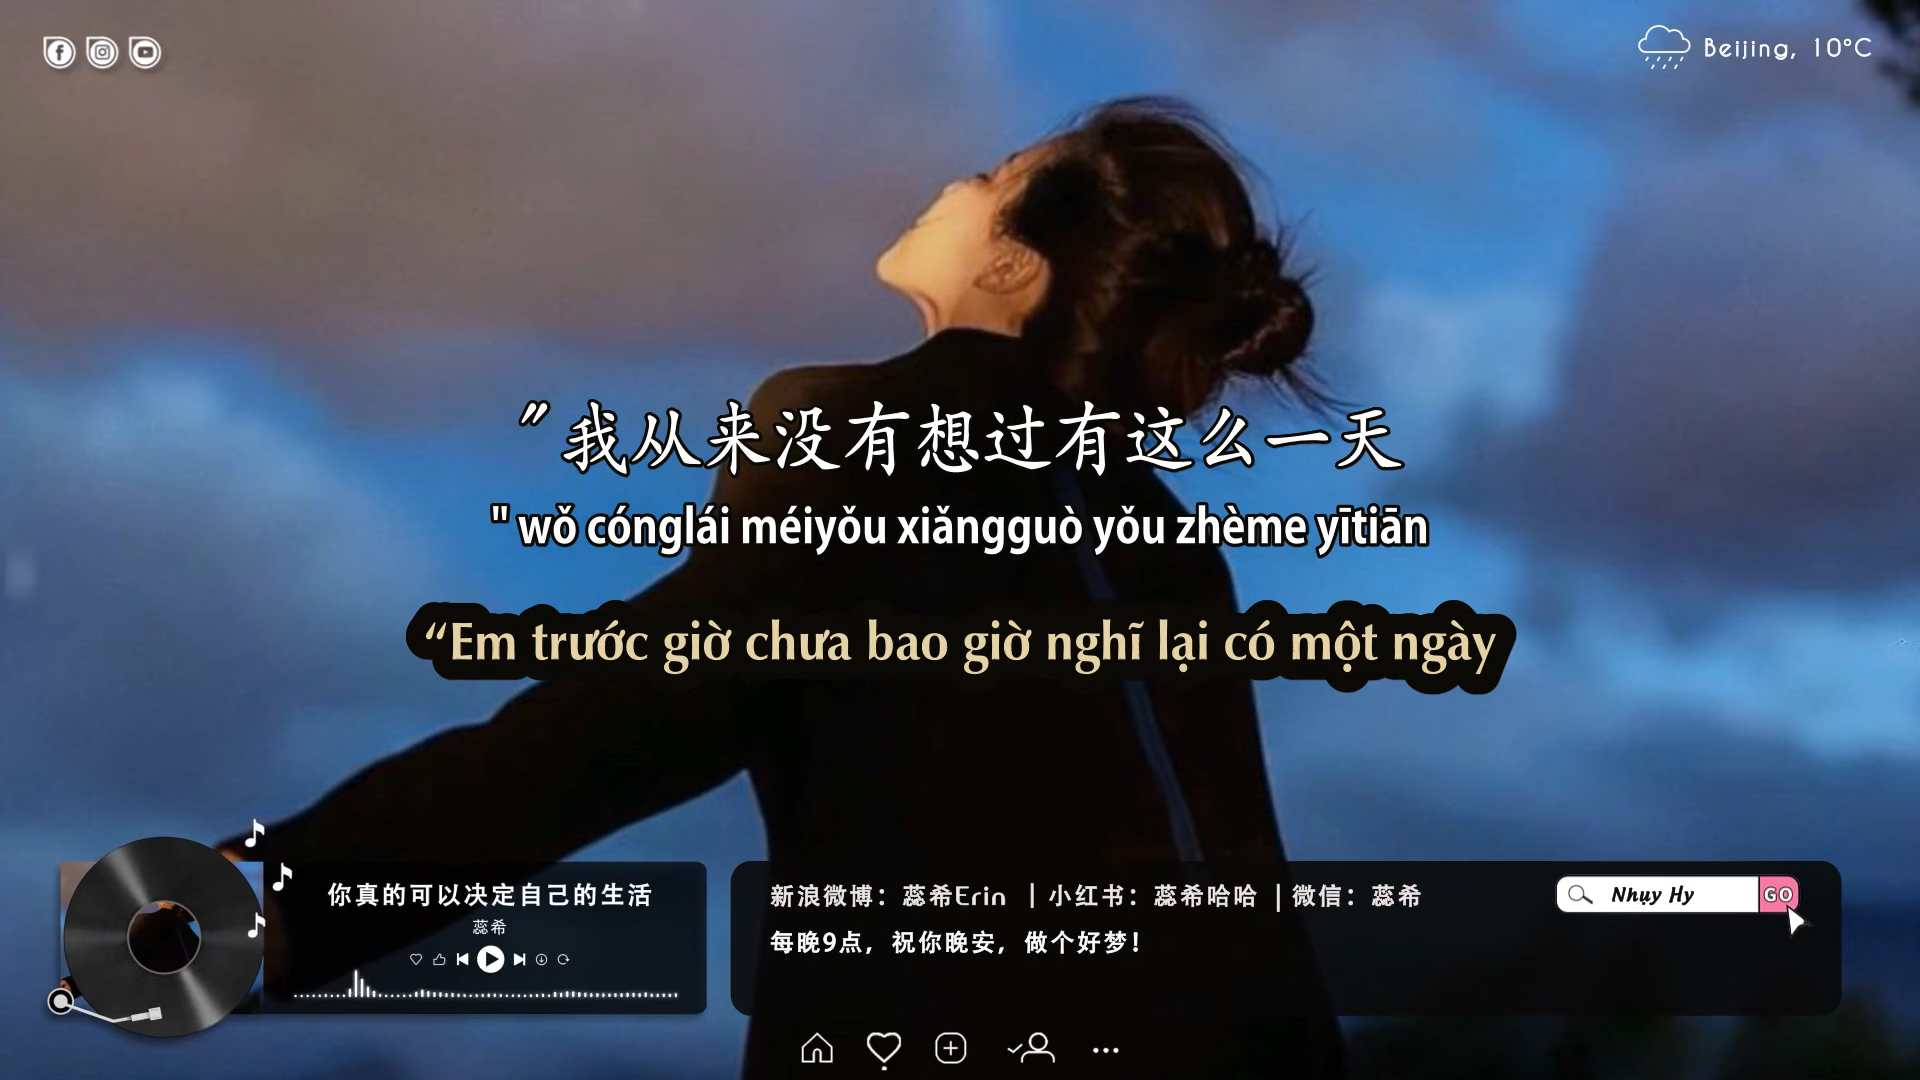 Beijing, 10°C
"我从来没有想过有这么一天
" wǒ cónglái méiyǒu xiǎngguò yǒu zhème yītiān
“Em trước giờ chưa bao giờ nghĩ lại có một ngày
你真的可以决定自己的生活
蕊希
新浪微博：蕊希Erin ｜小红书：蕊希哈哈 ｜微信：蕊希
每晚9点，祝你晚安，做个好梦！
Nhụy Hy GO